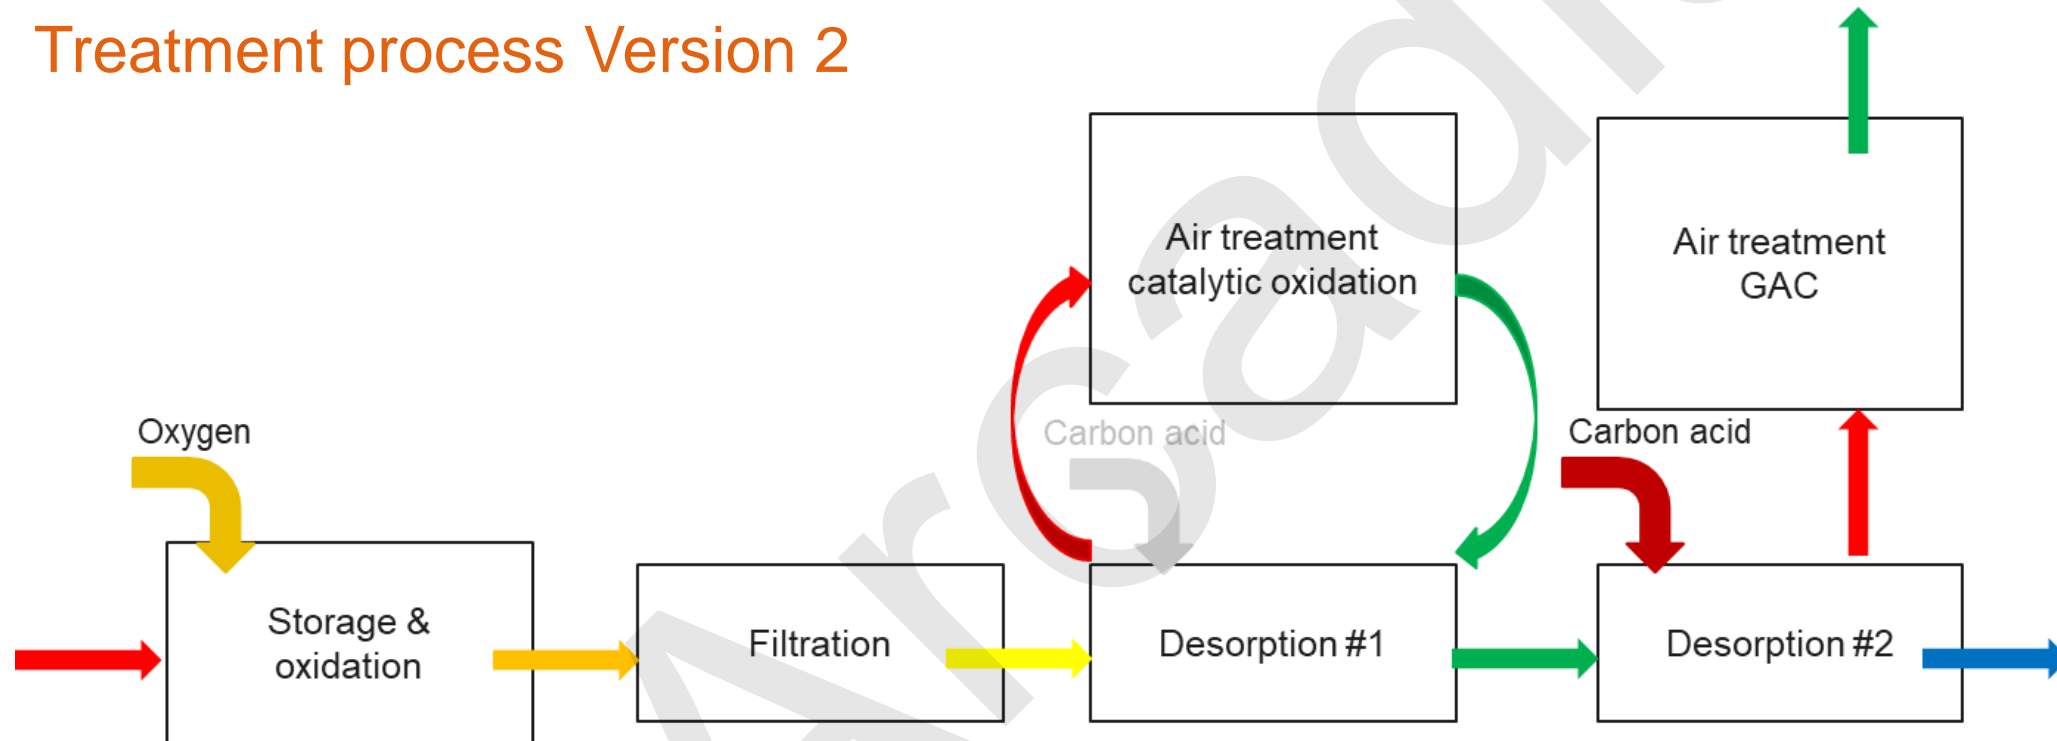 Treatment process Version 2
Air treatment
catalytic oxidation
Air treatment
GAC
Oxygen
Carbon acid
Carbon acid
Storage &
oxidation
Filtration
Desorption #1
Desorption #2
Arcadis